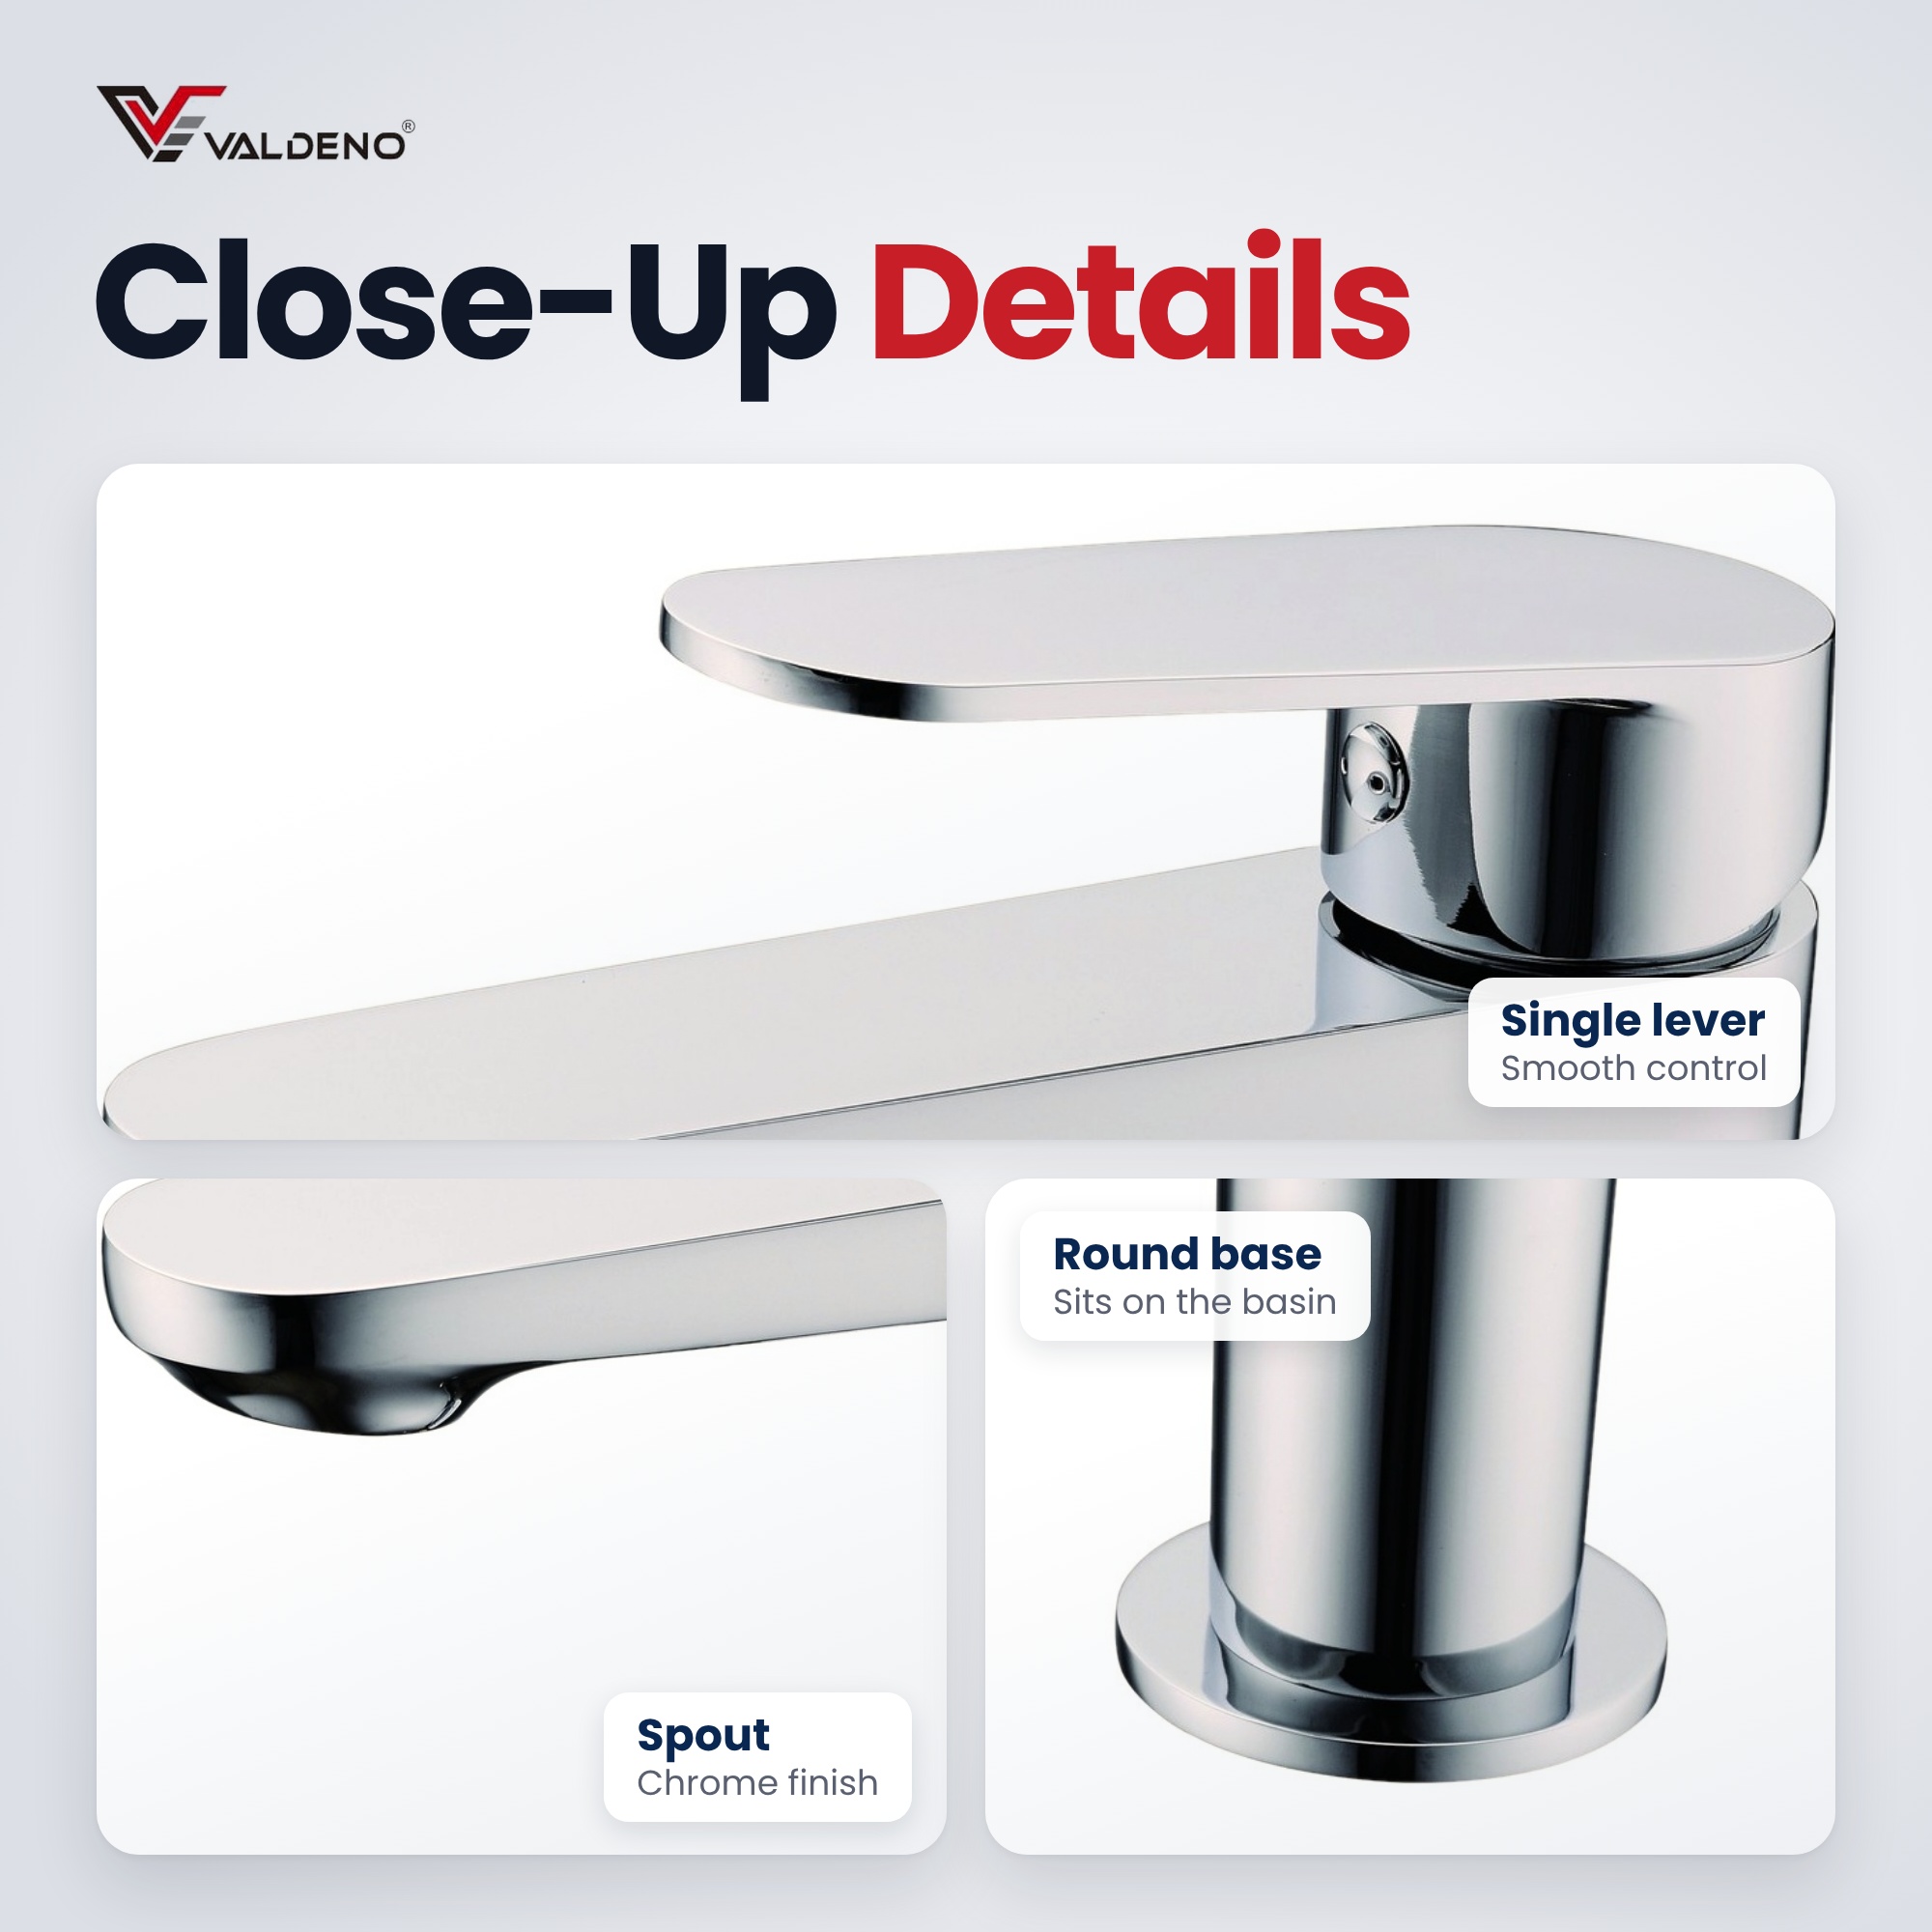 VALDENO®
Close-Up Details
Single lever
Smooth control
Round base
Sits on the basin
Spout
Chrome finish